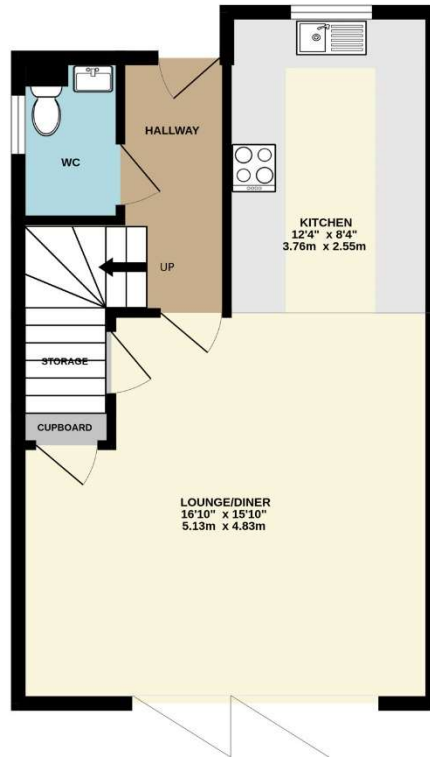 HALLWAY
WC
KITCHEN
12'4" x 8'4"
3.76m x 2.55m
UP
STORAGE
CUPBOARD
LOUNGE/DINER
16'10" x 15'10"
5.13m x 4.83m